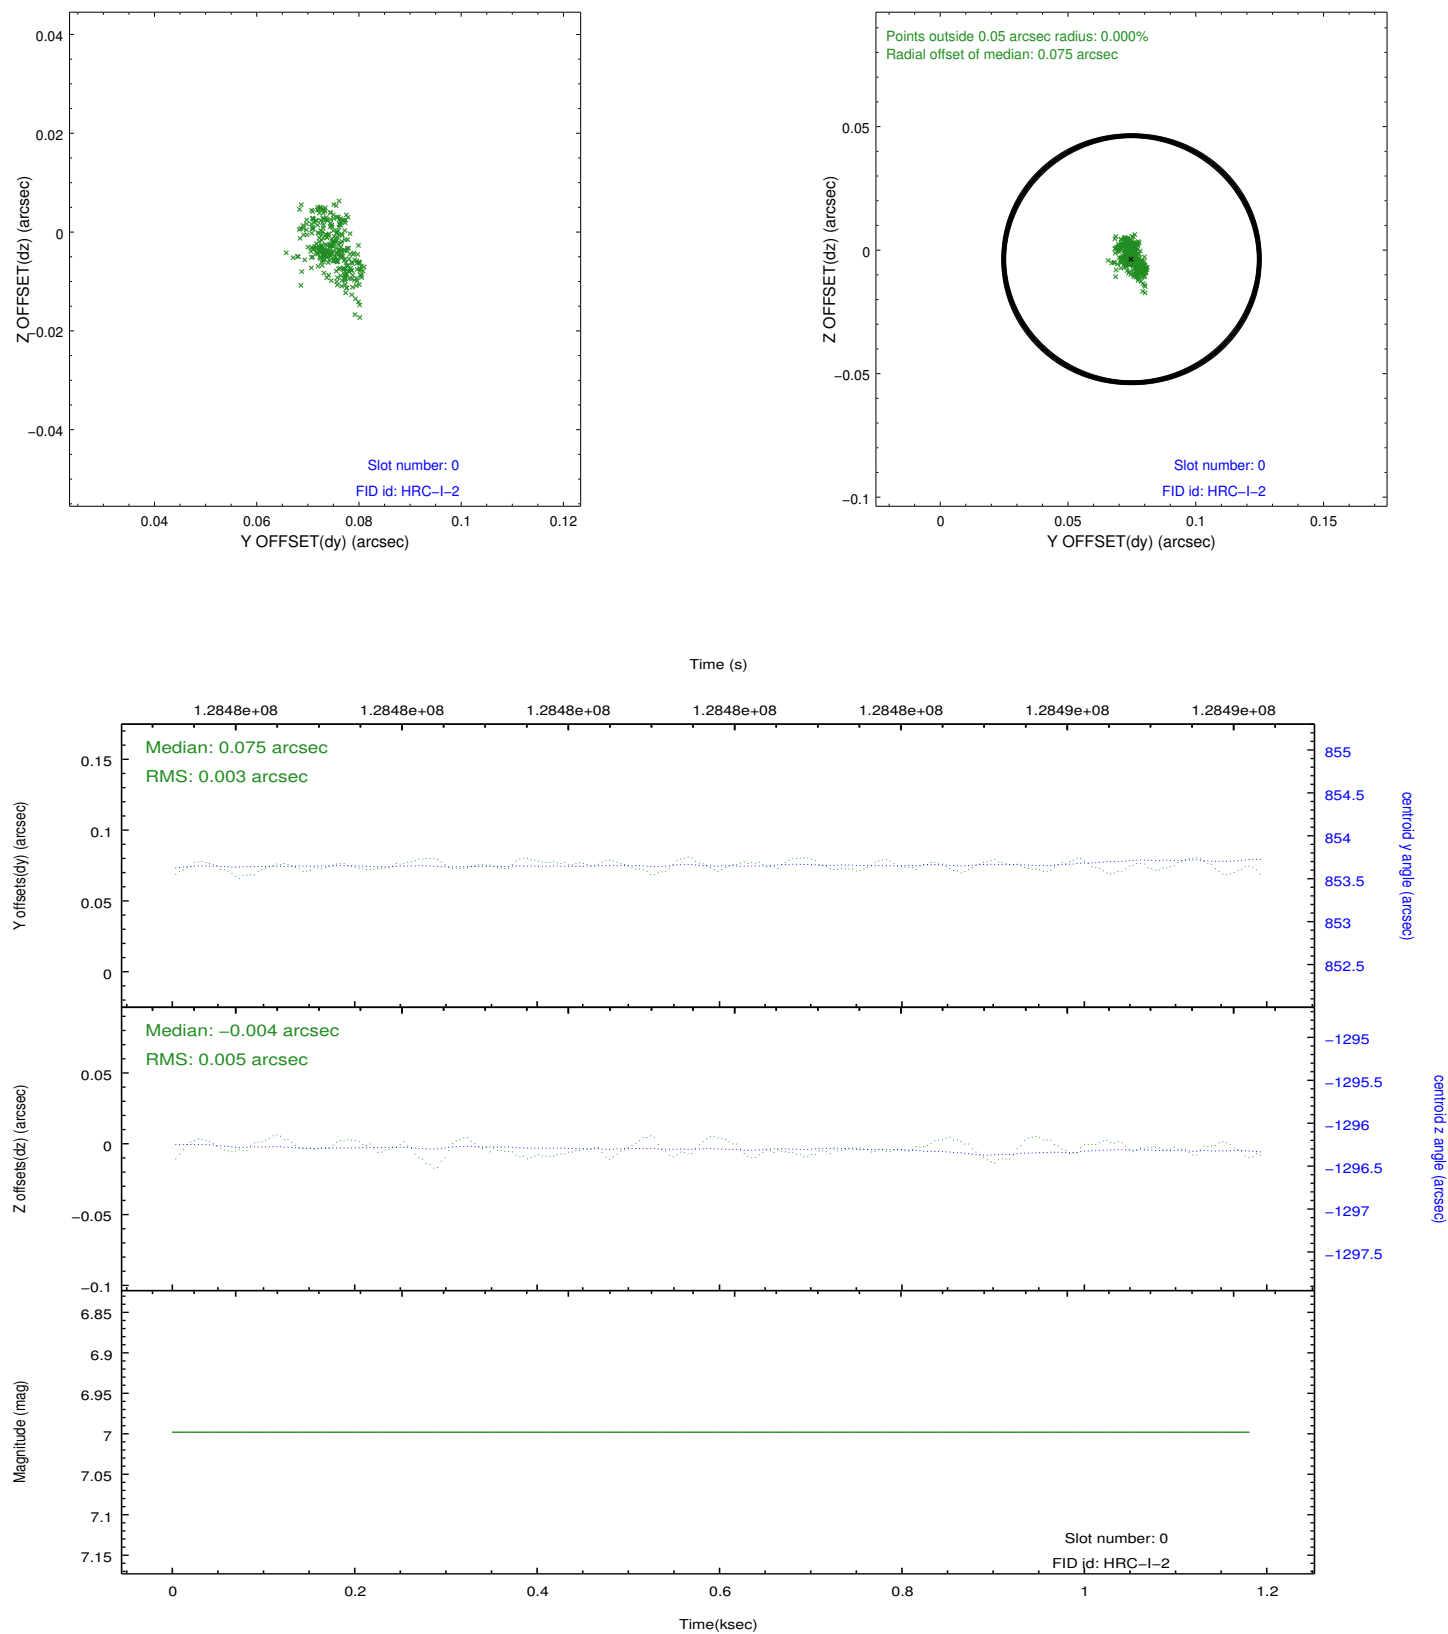 0.04
0.02
0
−0.02
−0.04
Z OFFSET(dz) (arcsec)
Slot number: 0
FID id: HRC−I−2
0.04 0.06 0.08 0.1 0.12
Y OFFSET(dy) (arcsec)
Points outside 0.05 arcsec radius: 0.000%
Radial offset of median: 0.075 arcsec
0.05
0
−0.05
−0.1
Z OFFSET(dz) (arcsec)
Slot number: 0
FID id: HRC−I−2
0 0.05 0.1 0.15
Y OFFSET(dy) (arcsec)
Time (s)
1.2848e+08 1.2848e+08 1.2848e+08 1.2848e+08 1.2848e+08 1.2849e+08 1.2849e+08
Median: 0.075 arcsec
RMS: 0.003 arcsec
0.15
0.1
0.05
0
Y offsets(dy) (arcsec)
855
854.5
854
853.5
853
852.5
centroid y angle (arcsec)
Median: −0.004 arcsec
RMS: 0.005 arcsec
0.05
0
−0.05
−0.1
Z offsets(dz) (arcsec)
−1295
−1295.5
−1296
−1296.5
−1297
−1297.5
centroid z angle (arcsec)
6.85
6.9
6.95
7
7.05
7.1
7.15
Magnitude (mag)
Slot number: 0
FID id: HRC−I−2
0 0.2 0.4 0.6 0.8 1 1.2
Time(ksec)